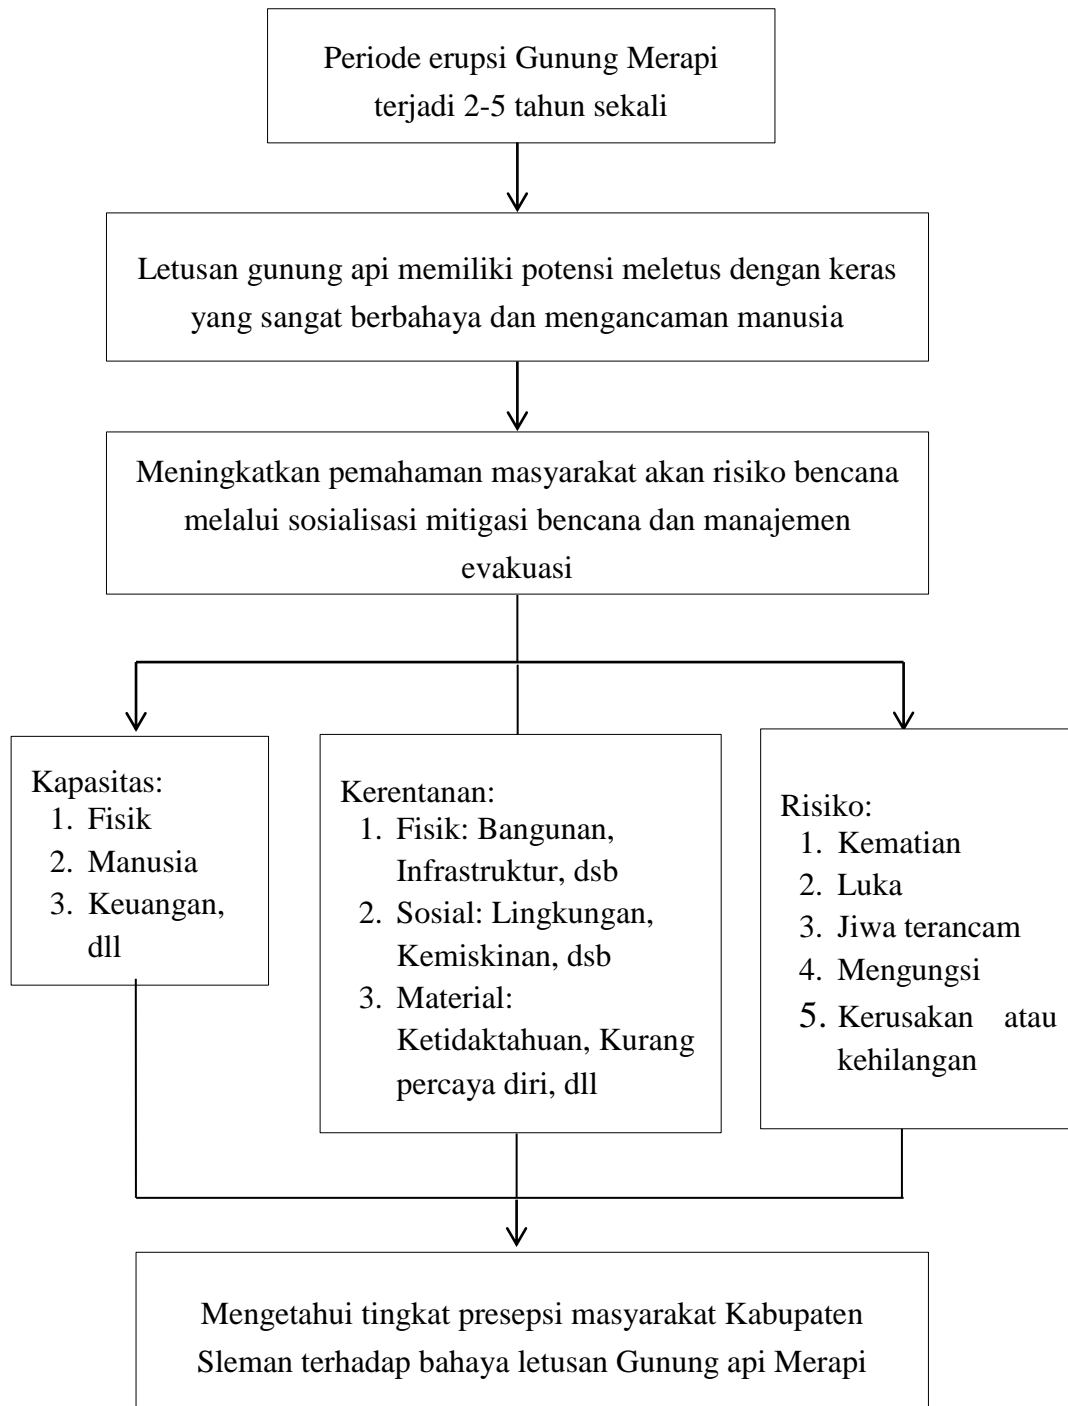 Periode erupsi Gunung Merapi
terjadi 2-5 tahun sekali
Letusan gunung api memiliki potensi meletus dengan keras
yang sangat berbahaya dan mengancaman manusia
Meningkatkan pemahaman masyarakat akan risiko bencana
melalui sosialisasi mitigasi bencana dan manajemen
evakuasi
Kapasitas:
1. Fisik
2. Manusia
3. Keuangan,
dll
Kerentanan:
1. Fisik: Bangunan,
Infrastruktur, dsb
2. Sosial: Lingkungan,
Kemiskinan, dsb
3. Material:
Ketidaktahuan, Kurang
percaya diri, dll
Risiko:
1. Kematian
2. Luka
3. Jiwa terancam
4. Mengungsi
5. Kerusakan atau
kehilangan
Mengetahui tingkat presepsi masyarakat Kabupaten
Sleman terhadap bahaya letusan Gunung api Merapi